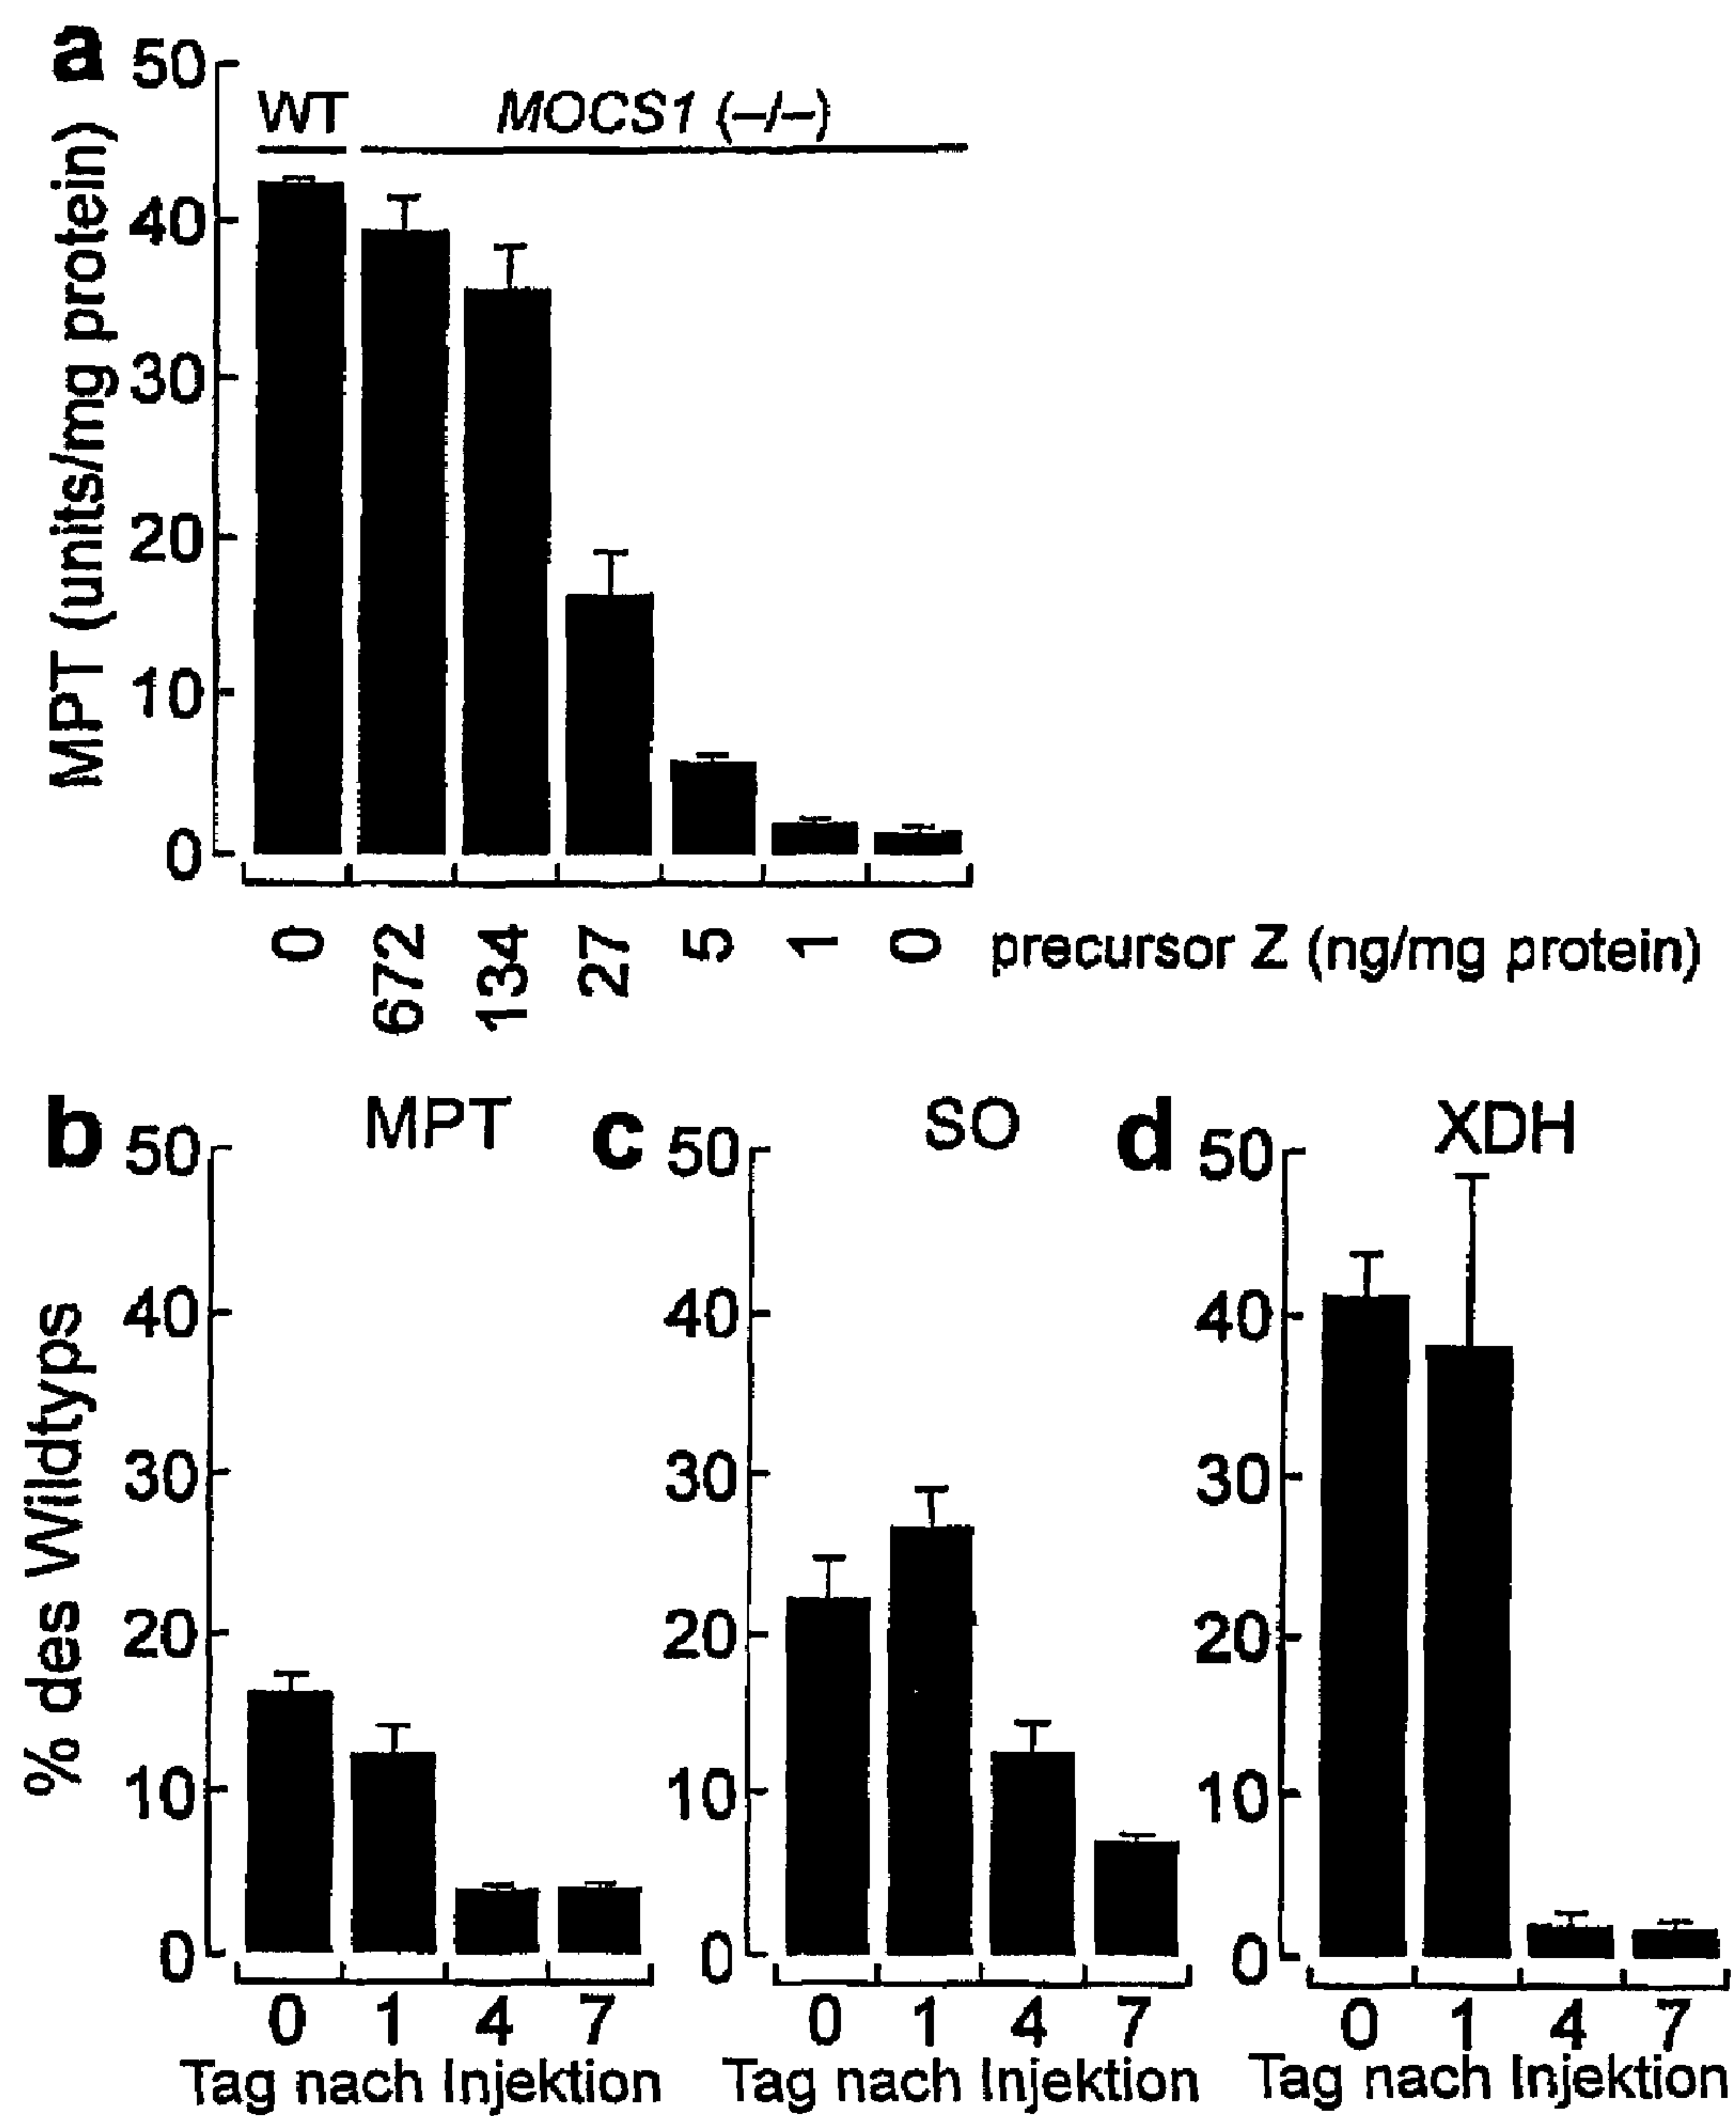 a
50
WT MOCS1 (–/–)
40
30
20
10
0
MPT (units/mg protein)
0 672 134 27 5 1 0 precursor Z (ng/mg protein)
b MPT
50
40
30
20
10
0
% des Wildtyps
0 1 4 7
Tag nach Injektion
c SO
50
40
30
20
10
0
0 1 4 7
Tag nach Injektion
d XDH
50
40
30
20
10
0
0 1 4 7
Tag nach Injektion